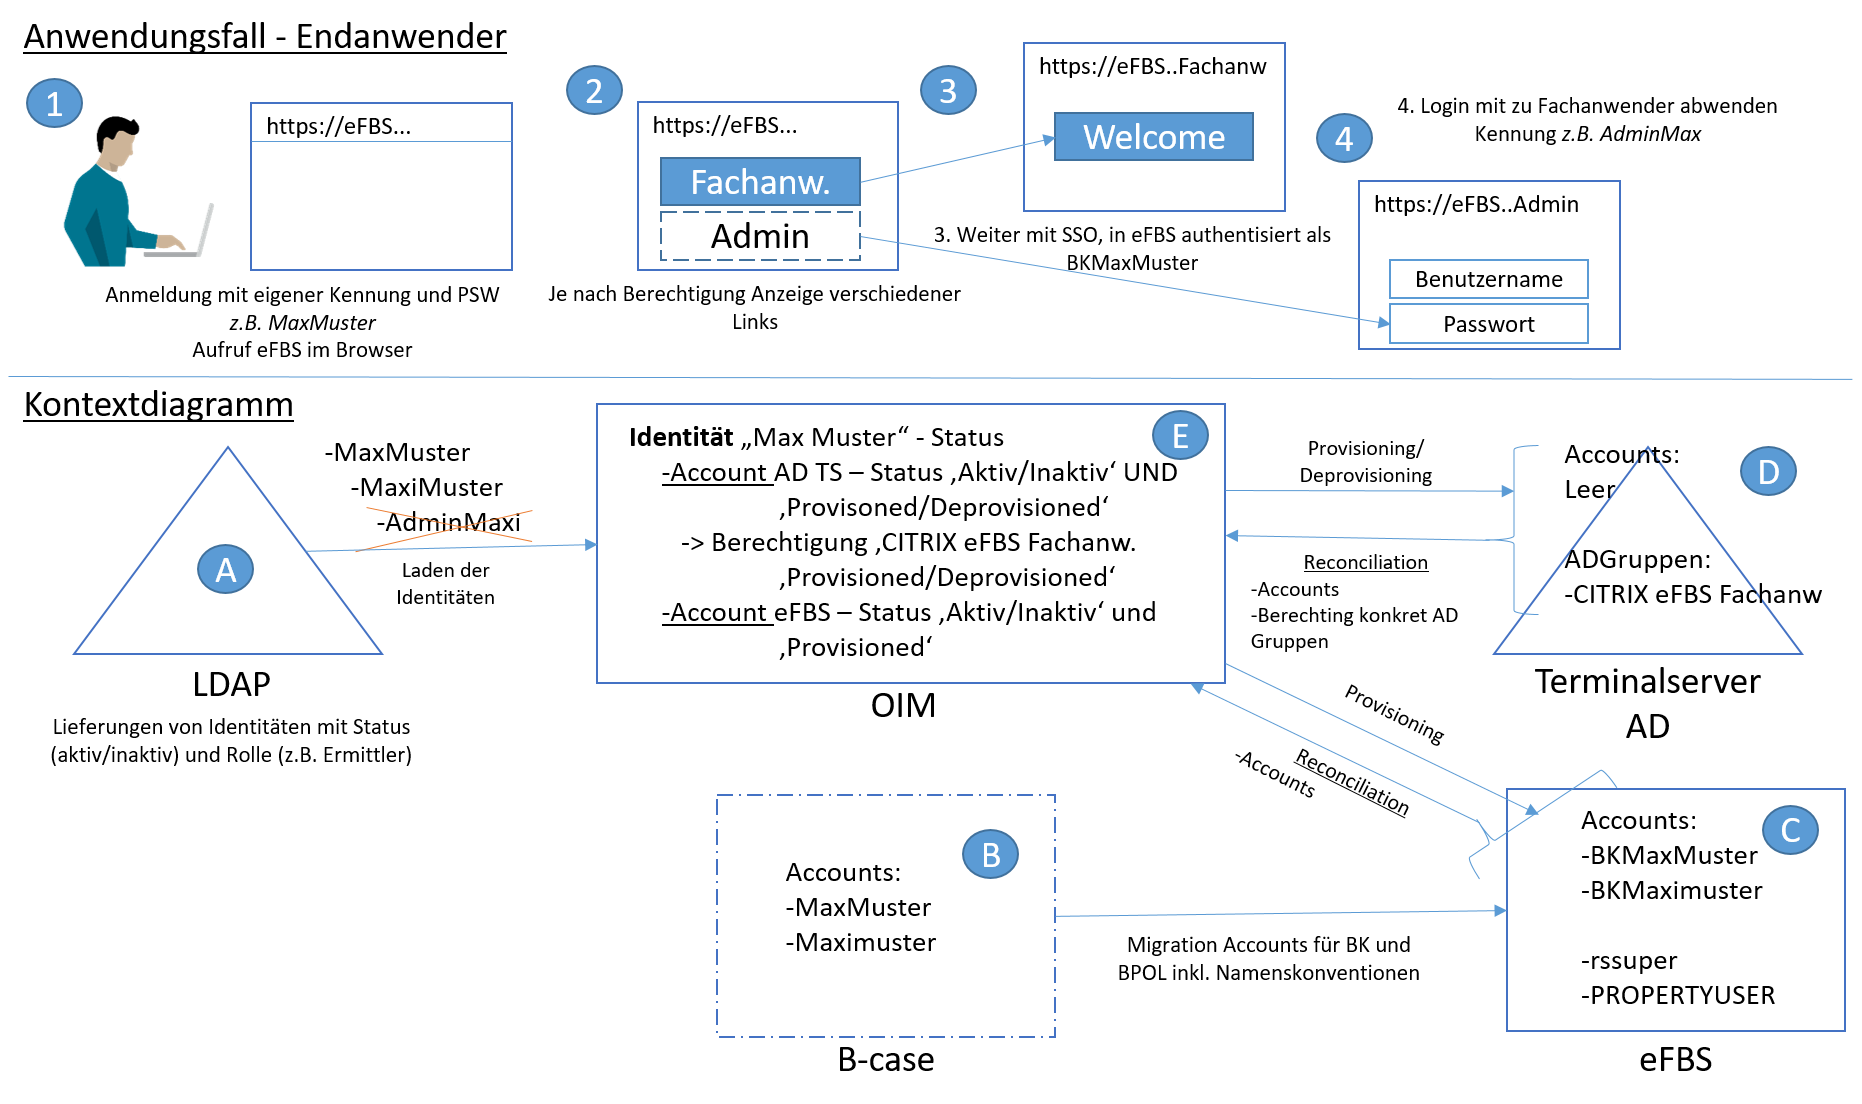 Anwendungsfall - Endanwender
1
https://eFBS...
Anmeldung mit eigener Kennung und PSW
z.B. MaxMuster
Aufruf eFBS im Browser
2
https://eFBS...
Fachanw.
Admin
Je nach Berechtigung Anzeige verschiedener
Links
3
https://eFBS..Fachanw
Welcome
3. Weiter mit SSO, in eFBS authentisiert als
BKMaxMuster
4
4. Login mit zu Fachanwender abwenden
Kennung z.B. AdminMax
https://eFBS..Admin
Benutzername
Passwort
Kontextdiagramm
A
LDAP
Lieferungen von Identitäten mit Status
(aktiv/inaktiv) und Rolle (z.B. Ermittler)
-MaxMuster
-MaxiMuster
-AdminMaxi
Laden der
Identitäten
E
Identität „Max Muster“ - Status
-Account AD TS – Status ‚Aktiv/Inaktiv‘ UND
‚Provisoned/Deprovisioned‘
-> Berechtigung ‚CITRIX eFBS Fachanw.
‚Provisioned/Deprovisioned‘
-Account eFBS – Status ‚Aktiv/Inaktiv‘ und
‚Provisioned‘
OIM
Provisioning/
Deprovisioning
Reconciliation
-Accounts
-Berechting konkret AD
Gruppen
D
Accounts:
Leer
ADGruppen:
-CITRIX eFBS Fachanw
Terminalserver
AD
Provisioning
Reconciliation
-Accounts
B
Accounts:
-MaxMuster
-Maximuster
B-case
Migration Accounts für BK und
BPOL inkl. Namenskonventionen
C
Accounts:
-BKMaxMuster
-BKMaximuster
-rssuper
-PROPERTYUSER
eFBS